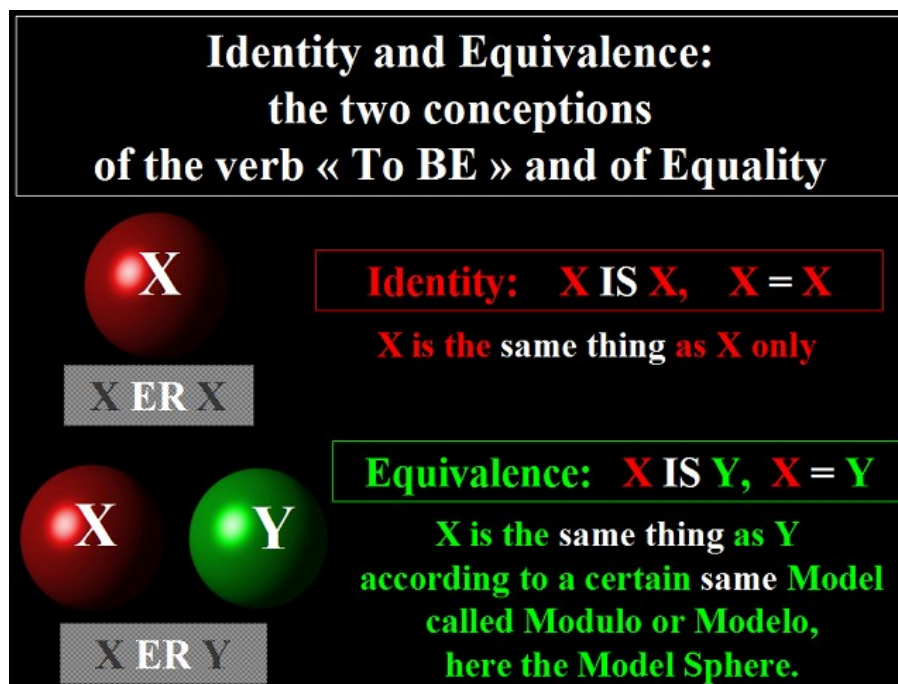 Identity and Equivalence:
the two conceptions
of the verb « To BE » and of Equality
X
Identity: X IS X, X = X
X is the same thing as X only
X ER X
X
Y
Equivalence: X IS Y, X = Y
X is the same thing as Y
according to a certain same Model
called Modulo or Modelo,
here the Model Sphere.
X ER Y